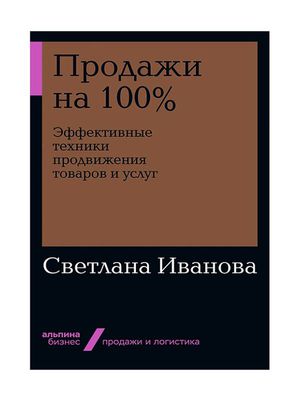 Продажи
на 100%
Эффективные
техники
продвижения
товаров и услуг
Светлана Иванова
альпина
бизнес
продажи и логистика